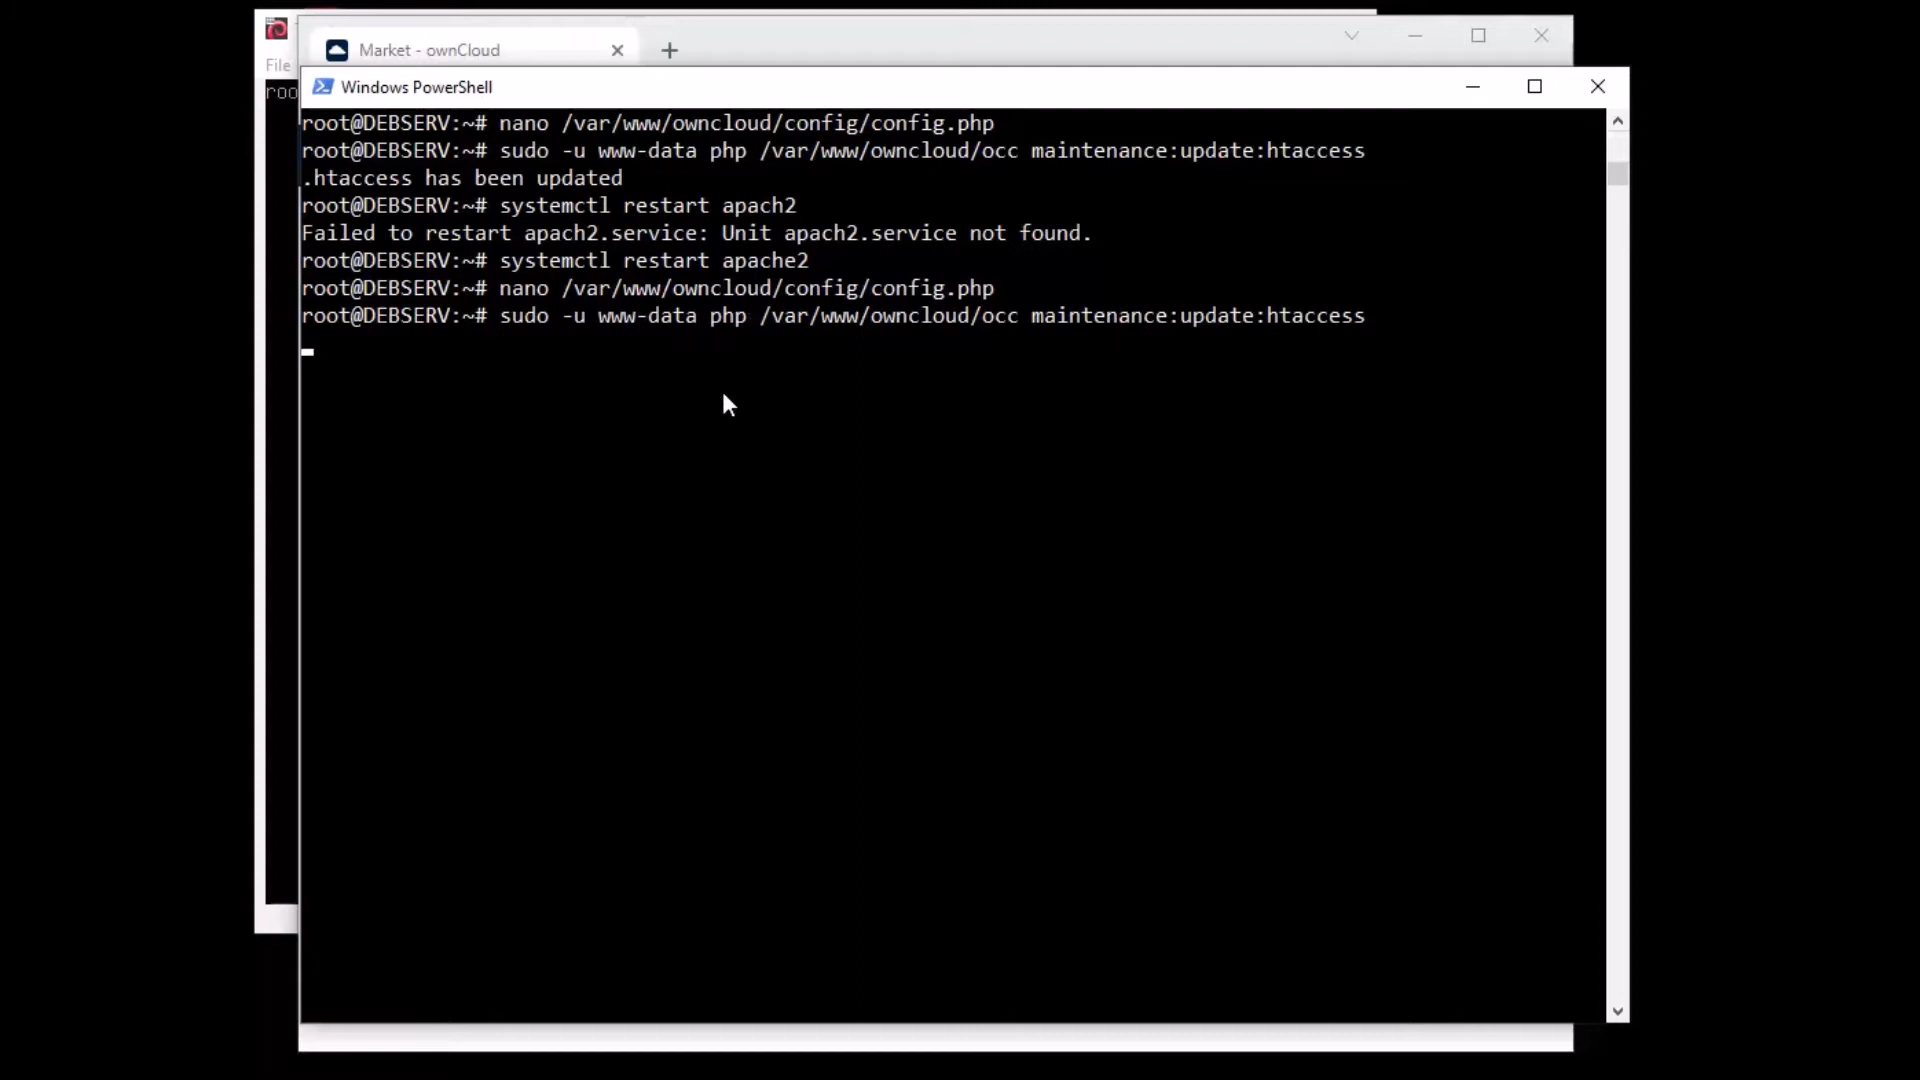 Market - ownCloud
File
roo
Windows PowerShell
root@DEBSERV:~# nano /var/www/owncloud/config/config.php
root@DEBSERV:~# sudo -u www-data php /var/www/owncloud/occ maintenance:update:htaccess
.htaccess has been updated
root@DEBSERV:~# systemctl restart apach2
Failed to restart apach2.service: Unit apach2.service not found.
root@DEBSERV:~# systemctl restart apache2
root@DEBSERV:~# nano /var/www/owncloud/config/config.php
root@DEBSERV:~# sudo -u www-data php /var/www/owncloud/occ maintenance:update:htaccess